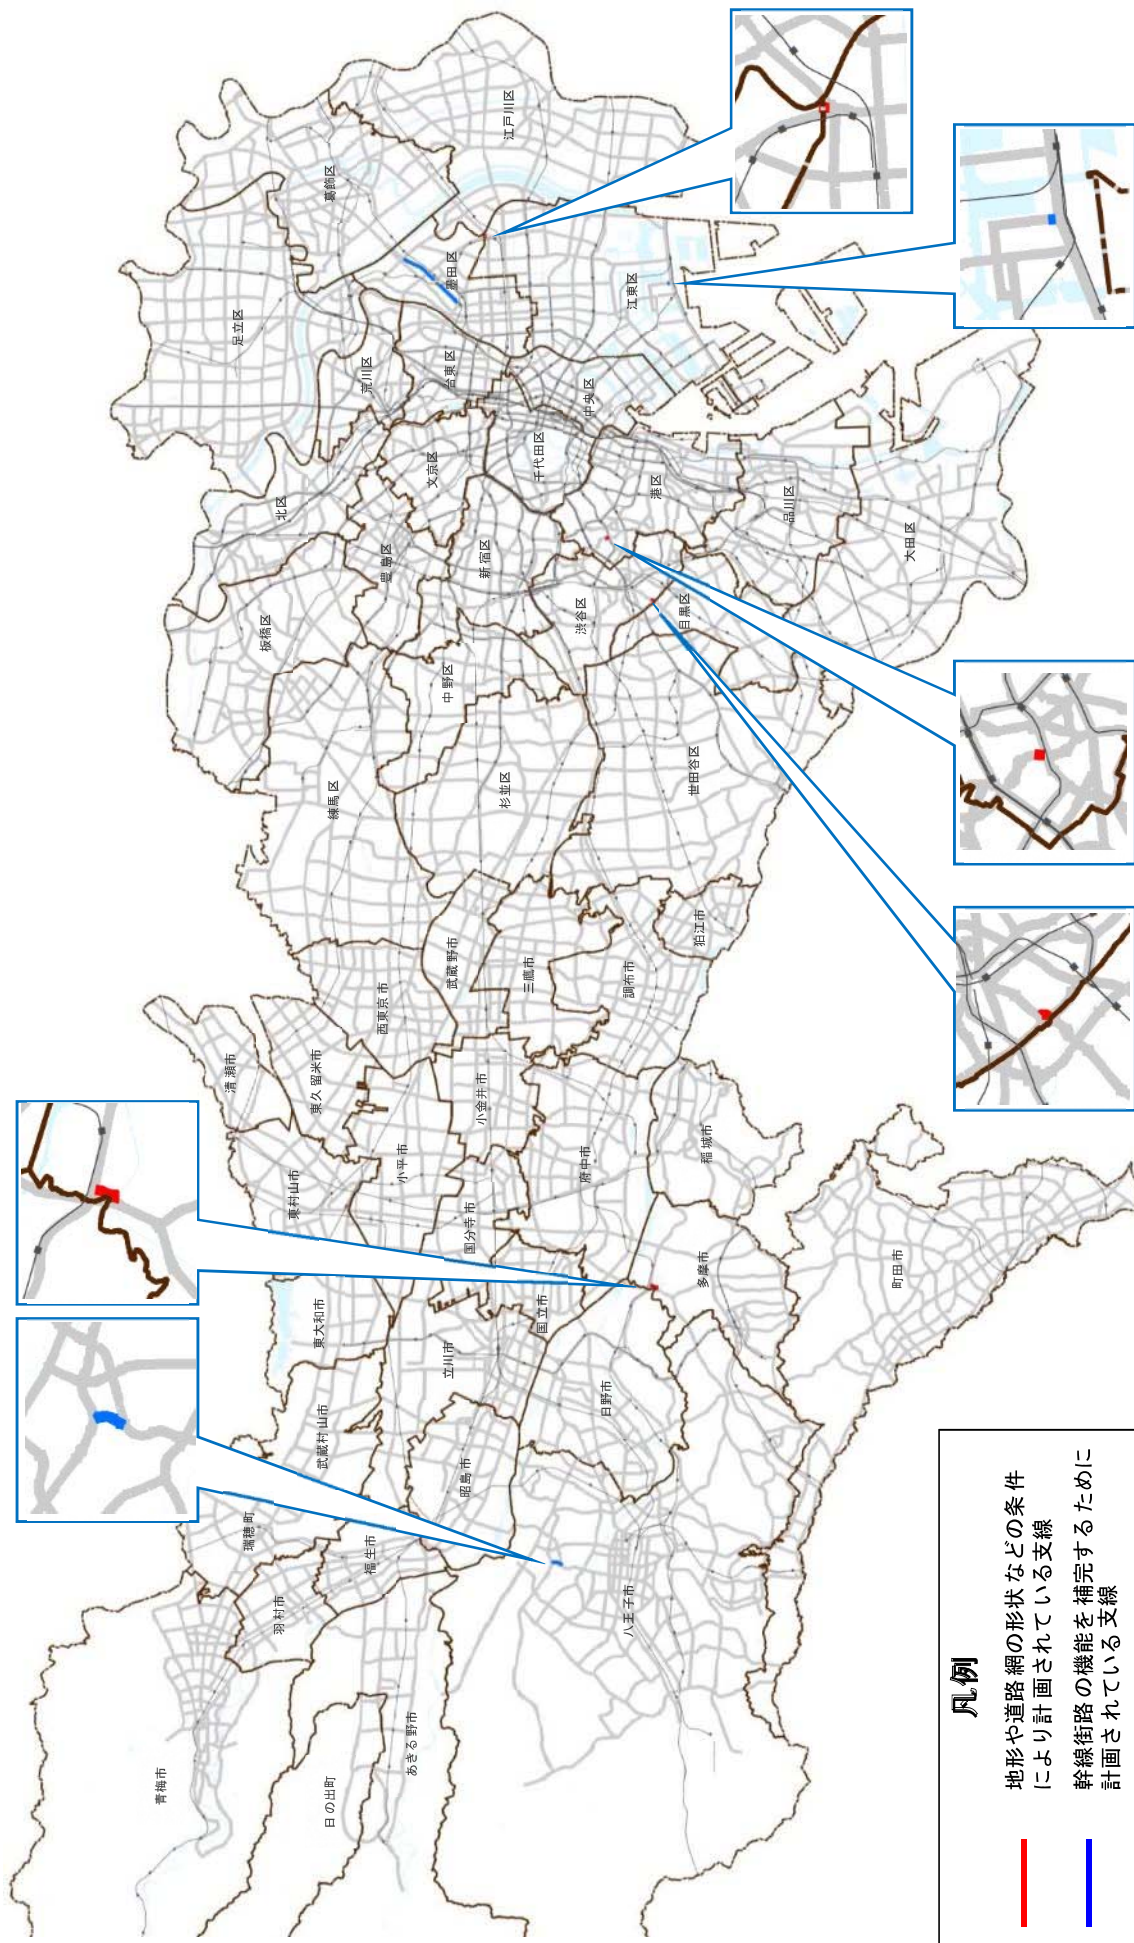 青梅市
日の出町
あきる野市
羽村市
瑞穂町
福生市
武蔵村山市
昭島市
八王子市
東大和市
立川市
国立市
日野市
多摩市
町田市
東村山市
小平市
国分寺市
府中市
稲城市
清瀬市
東久留米市
西東京市
小金井市
武蔵野市
三鷹市
調布市
狛江市
練馬区
杉並区
世田谷区
板橋区
中野区
豊島区
新宿区
渋谷区
目黒区
北区
文京区
千代田区
港区
品川区
大田区
足立区
荒川区
台東区
中央区
葛飾区
墨田区
江東区
江戸川区
凡例
地形や道路網の形状などの条件
により計画されている支線
幹線街路の機能を補完するために
計画されている支線